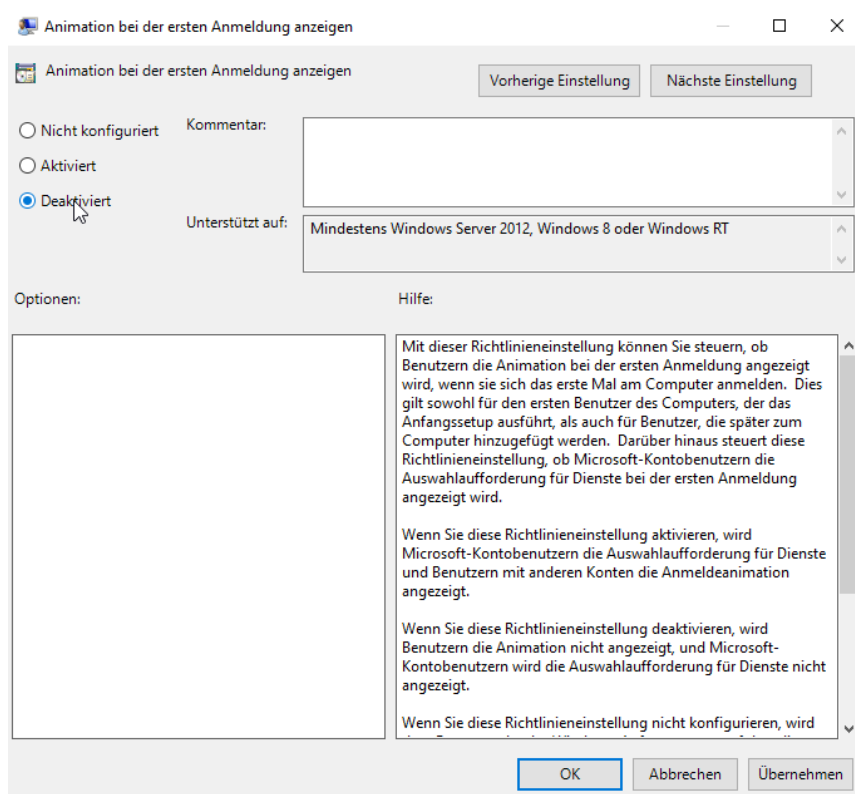 Animation bei der ersten Anmeldung anzeigen
Animation bei der ersten Anmeldung anzeigen
Vorherige Einstellung
Nächste Einstellung
Nicht konfiguriert
Aktiviert
Deaktiviert
Kommentar:
Unterstützt auf:
Mindestens Windows Server 2012, Windows 8 oder Windows RT
Optionen:
Hilfe:
Mit dieser Richtlinieneinstellung können Sie steuern, ob
Benutzern die Animation bei der ersten Anmeldung angezeigt
wird, wenn sie sich das erste Mal am Computer anmelden.  Dies
gilt sowohl für den ersten Benutzer des Computers, der das
Anfangssetup ausführt, als auch für Benutzer, die später zum
Computer hinzugefügt werden.  Darüber hinaus steuert diese
Richtlinieneinstellung, ob Microsoft-Kontobenutzern die
Auswahlaufforderung für Dienste bei der ersten Anmeldung
angezeigt wird.
Wenn Sie diese Richtlinieneinstellung aktivieren, wird
Microsoft-Kontobenutzern die Auswahlaufforderung für Dienste
und Benutzern mit anderen Konten die Anmeldeanimation
angezeigt.
Wenn Sie diese Richtlinieneinstellung deaktivieren, wird
Benutzern die Animation nicht angezeigt, und Microsoft-
Kontobenutzern wird die Auswahlaufforderung für Dienste nicht
angezeigt.
Wenn Sie diese Richtlinieneinstellung nicht konfigurieren, wird
OK
Abbrechen
Übernehmen